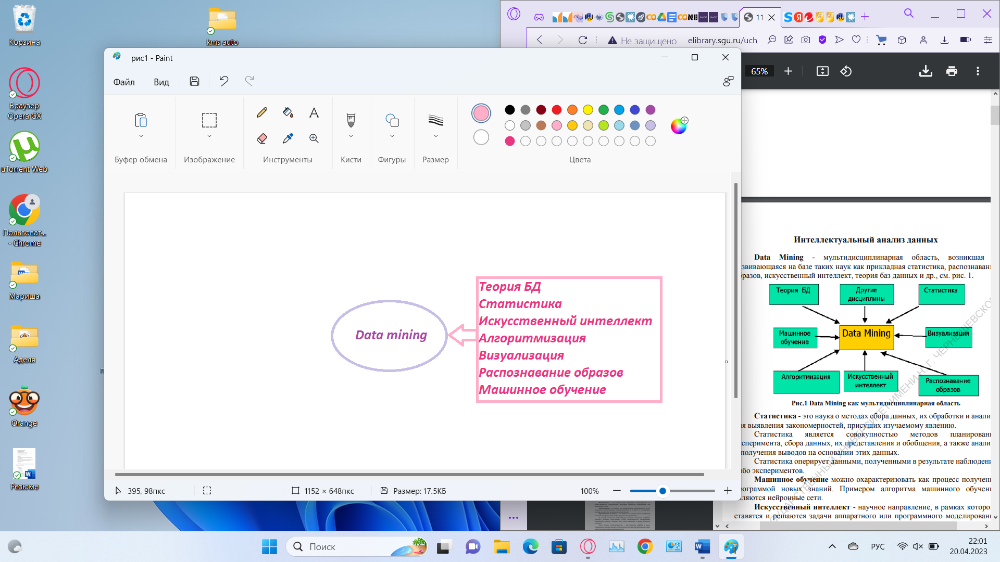 Корзина
kms auto
Браузер
Opera GX
uTorrent Web
Пользоват...
- Chrome
Мариша
Аделя
Orange
Резюме
рис1 - Paint
Файл
Вид
Буфер обмена
Изображение
Инструменты
Кисти
Фигуры
Размер
Цвета
Data mining
Теория БД
Статистика
Искусственный интеллект
Алгоритмизация
Визуализация
Распознавание образов
Машинное обучение
395, 98пкс
1152 × 648пкс
Размер: 17.5КБ
100%
11
Не защищено
elibrary.sgu.ru/uch_
65%
Интеллектуальный анализ данных
Data Mining - мультидисциплинарная область, возникшая
звивающаяся на базе таких наук как прикладная статистика, распознаван
разов, искусственный интеллект, теория баз данных и др., см. рис. 1.
Теория БД
Другие
дисциплины
Статистика
Машинное
обучение
Data Mining
Визуализация
Алгоритмизация
Искусственный
интеллект
Распознавание
образов
Рис.1 Data Mining как мультидисциплинарная область
Статистика - это наука о методах сбора данных, их обработки и анали
я выявления закономерностей, присущих изучаемому явлению.
Статистика является совокупностью методов планирован
сперимента, сбора данных, их представления и обобщения, а также анали
получения выводов на основании этих данных.
Статистика оперирует данными, полученными в результате наблюдени
бо экспериментов.
Машинное обучение можно охарактеризовать как процесс получен
ограммой новых знаний. Примером алгоритма машинного обучен
ляются нейронные сети.
Искусственный интеллект - научное направление, в рамках которо
ставятся и решаются задачи аппаратного или программного моделирован
Поиск
РУС
22:01
20.04.2023